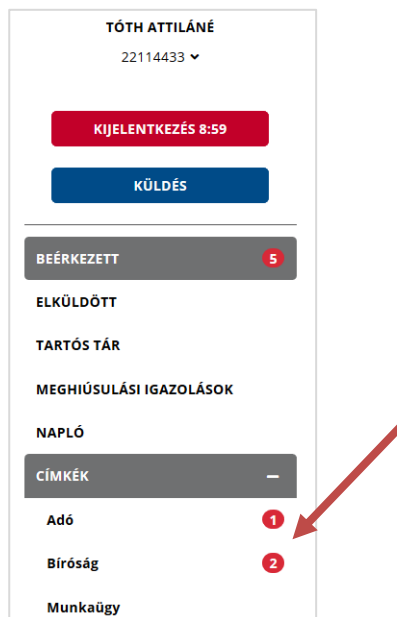 TÓTH ATTILÁNÉ
22114433
KIJELENTKEZÉS 8:59
KÜLDÉS
BEÉRKEZETT 5
ELKÜLDÖTT
TARTÓS TÁR
MEGHIÚSULÁSI IGAZOLÁSOK
NAPLÓ
CÍMKÉK
Adó 1
Bíróság 2
Munkaügy